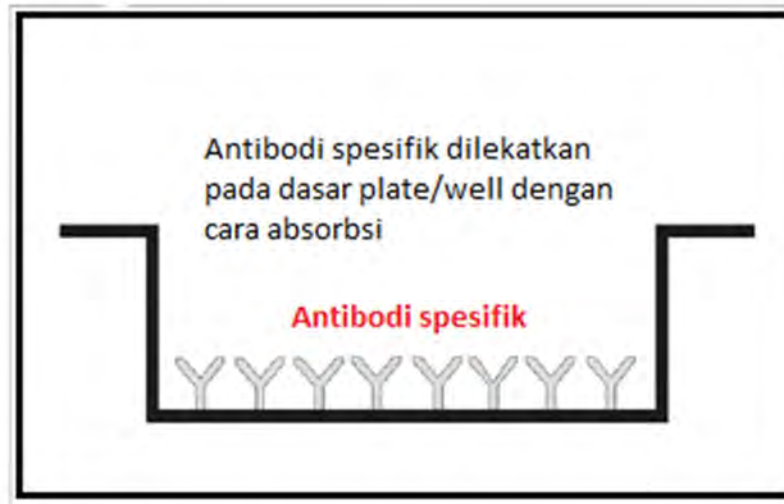 Antibodi spesifik dilekatkan
pada dasar plate/well dengan
cara absorbsi
Antibodi spesifik